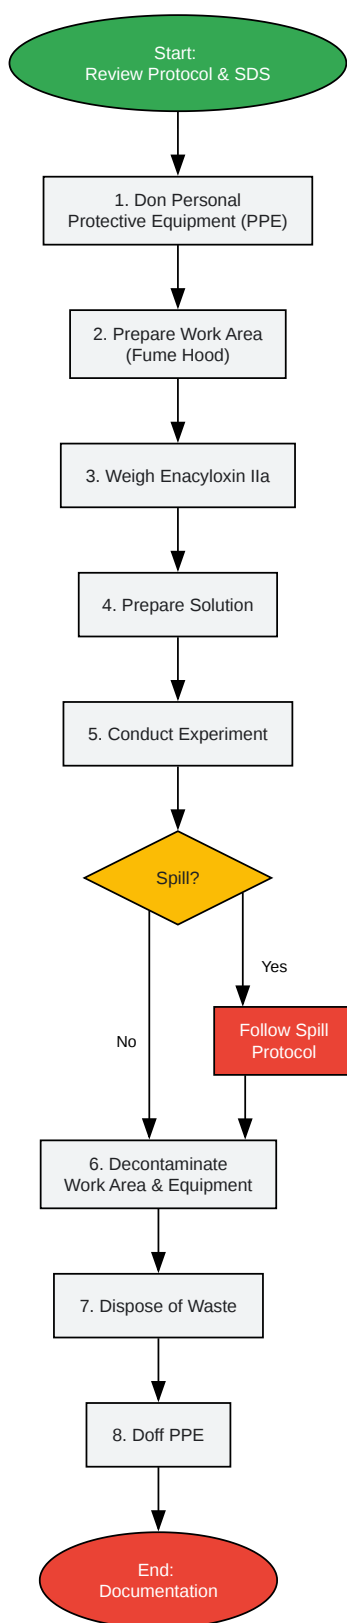 Start:
Review Protocol & SDS
1. Don Personal
Protective Equipment (PPE)
2. Prepare Work Area
(Fume Hood)
3. Weigh Enacyloxin IIa
4. Prepare Solution
5. Conduct Experiment
Spill?
Yes
Follow Spill
Protocol
No
6. Decontaminate
Work Area & Equipment
7. Dispose of Waste
8. Doff PPE
End:
Documentation